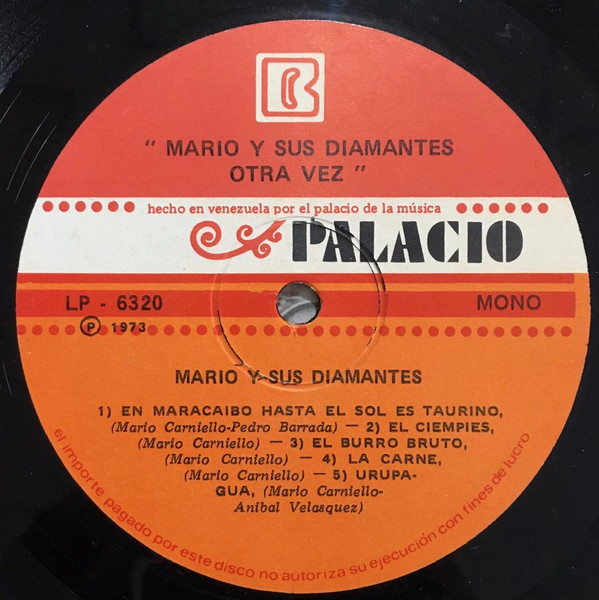 " MARIO Y SUS DIAMANTES
OTRA VEZ "
hecho en venezuela por el palacio de la música
PALACIO
LP - 6320
MONO
℗ 1973
MARIO Y SUS DIAMANTES
1) EN MARACAIBO HASTA EL SOL ES TAURINO,
(Mario Carniello-Pedro Barrada) — 2) EL CIEMPIES,
(Mario Carniello) — 3) EL BURRO BRUTO,
(Mario Carniello) — 4) LA CARNE,
(Mario Carniello) — 5) URUPA-
GUA, (Mario Carniello-
Anibal Velasquez)
el importe pagado por este disco no autoriza su ejecución con fines de lucro